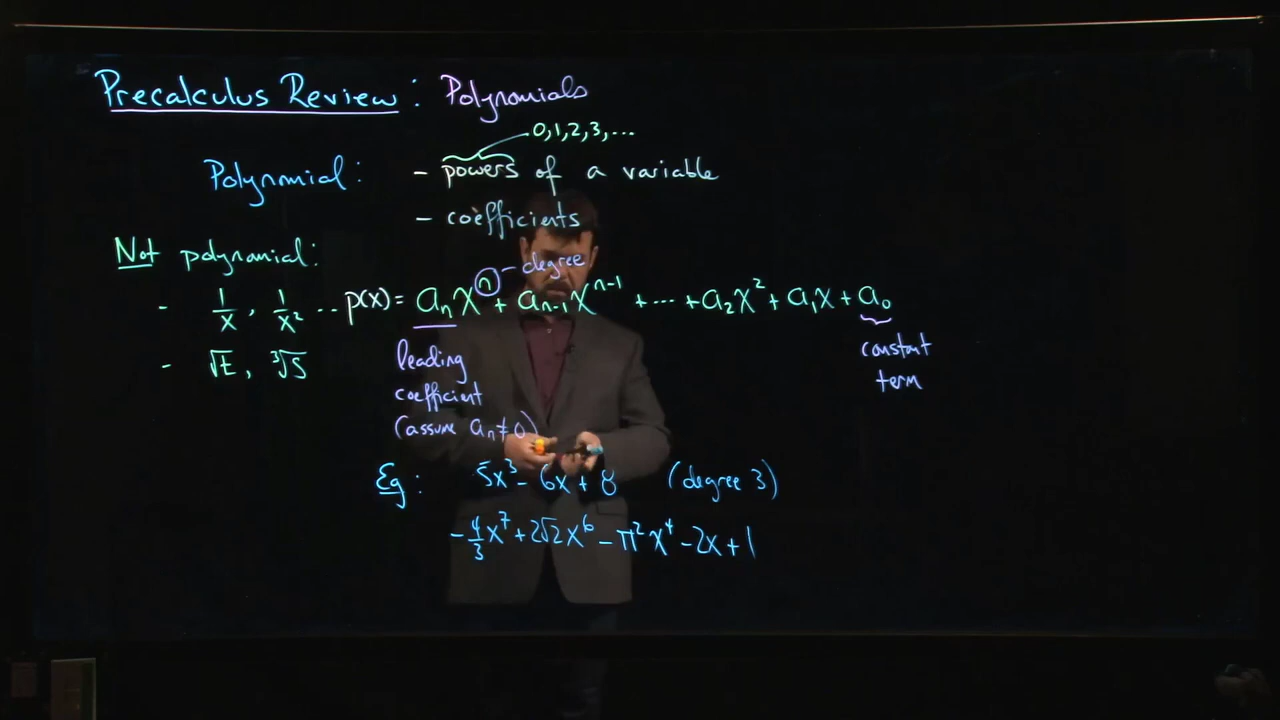 Precalculus Review: Polynomials
0,1,2,3,...
Polynomial: - powers of a variable
- coefficients
Not polynomial:
degree
- 1/x, 1/x² ... p(x) = aₙxⁿ + aₙ₋₁xⁿ⁻¹ + ... + a₂x² + a₁x + a₀
- √t, ³√s
leading
coefficient
(assume aₙ ≠ 0)
constant
term
Eg: 5x³ - 6x + 8 (degree 3)
-4/3x⁷ + 2√2x⁶ - π²x⁴ - 2x + 1